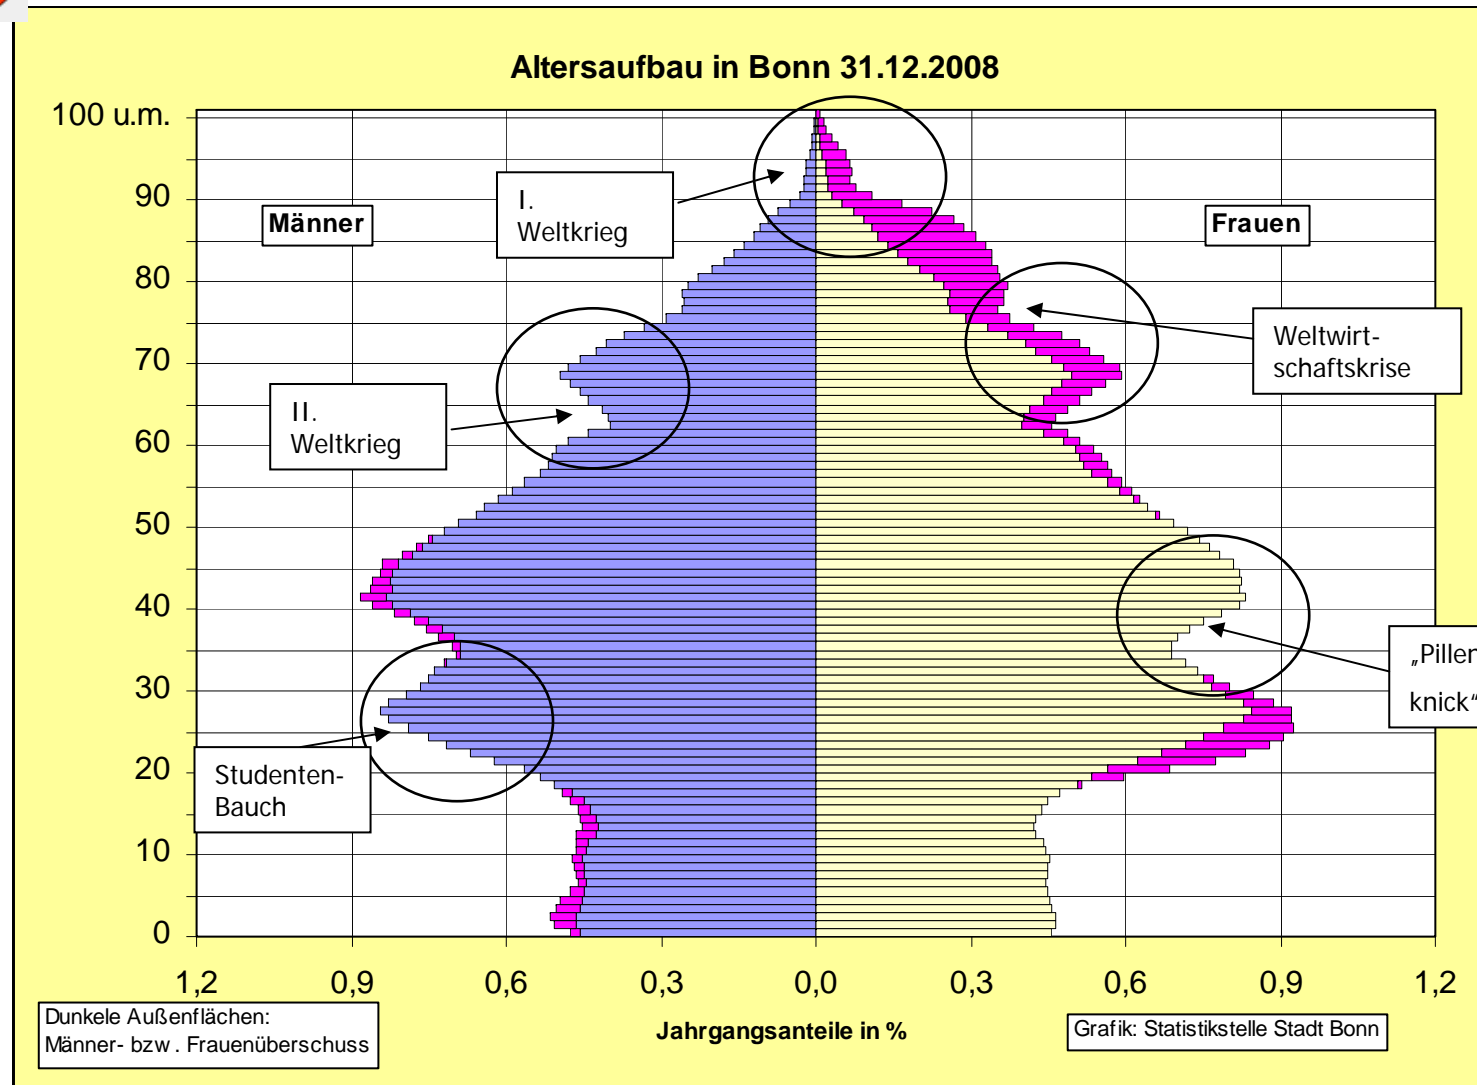 Altersaufbau in Bonn 31.12.2008
100 u.m.
90
80
70
60
50
40
30
20
10
0
Männer
Frauen
I.
Weltkrieg
II.
Weltkrieg
Weltwirt-
schaftskrise
„Pillen
knick“
Studenten-
Bauch
1,2
0,9
0,6
0,3
0,0
0,3
0,6
0,9
1,2
Jahrgangsanteile in %
Dunkele Außenflächen:
Männer- bzw. Frauenüberschuss
Grafik: Statistikstelle Stadt Bonn